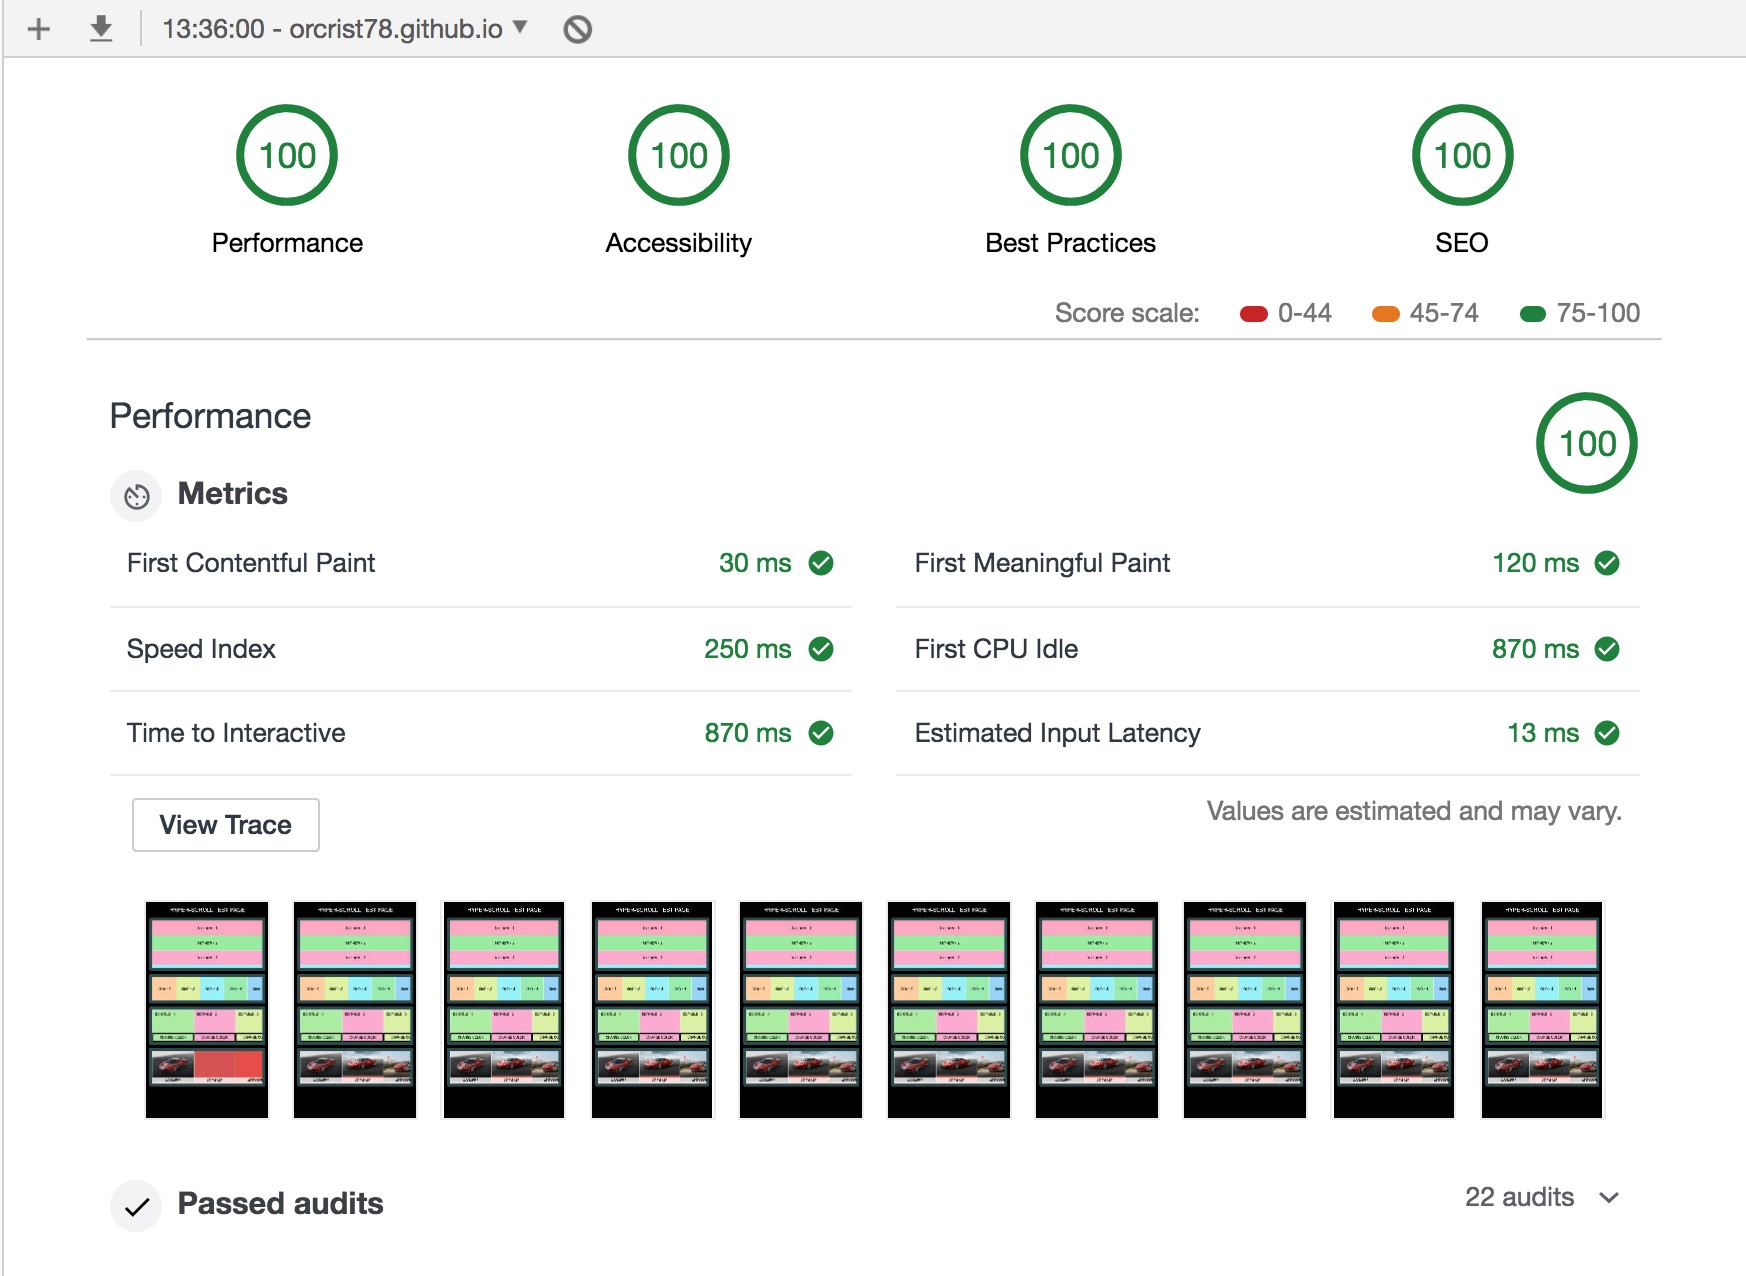 13:36:00 - orcrist78.github.io
100 100 100 100
Performance Accessibility Best Practices SEO
Score scale: 0-44 45-74 75-100
Performance
100
Metrics
First Contentful Paint 30 ms First Meaningful Paint 120 ms
Speed Index 250 ms First CPU Idle 870 ms
Time to Interactive 870 ms Estimated Input Latency 13 ms
View Trace
Values are estimated and may vary.
Passed audits 22 audits